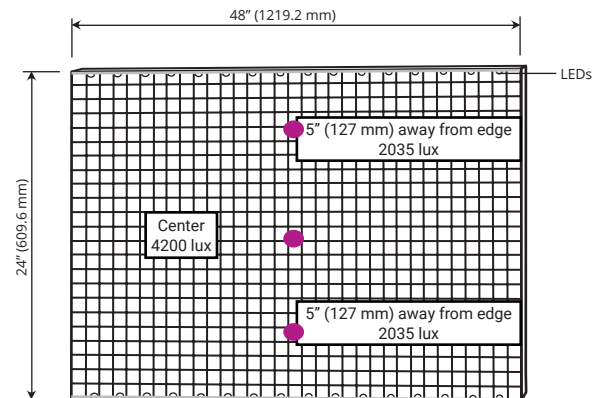 48” (1219.2 mm)
LEDs
5” (127 mm) away from edge
2035 lux
24” (609.6 mm)
Center
4200 lux
5” (127 mm) away from edge
2035 lux